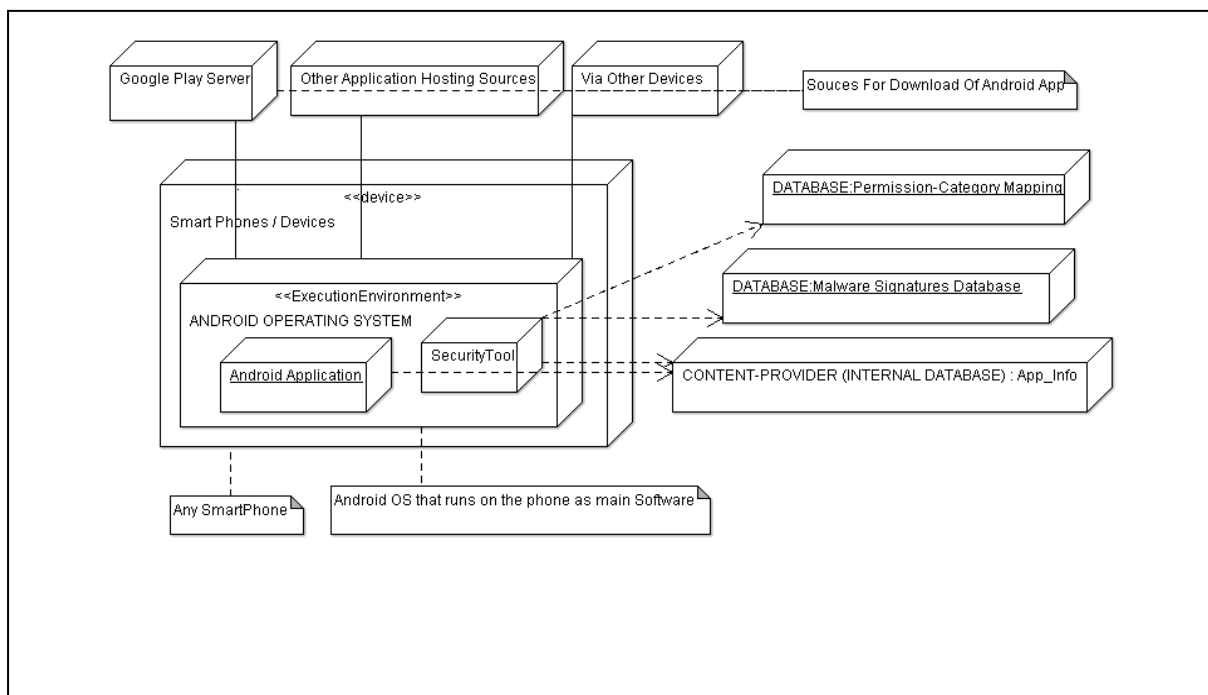 Google Play Server
Other Application Hosting Sources
Via Other Devices
Souces For Download Of Android App
<<device>>
Smart Phones / Devices
<<ExecutionEnvironment>>
ANDROID OPERATING SYSTEM
SecurityTool
Android Application
DATABASE:Permission-Category Mapping
DATABASE:Malware Signatures Database
CONTENT-PROVIDER (INTERNAL DATABASE) : App_Info
Any SmartPhone
Android OS that runs on the phone as main Software